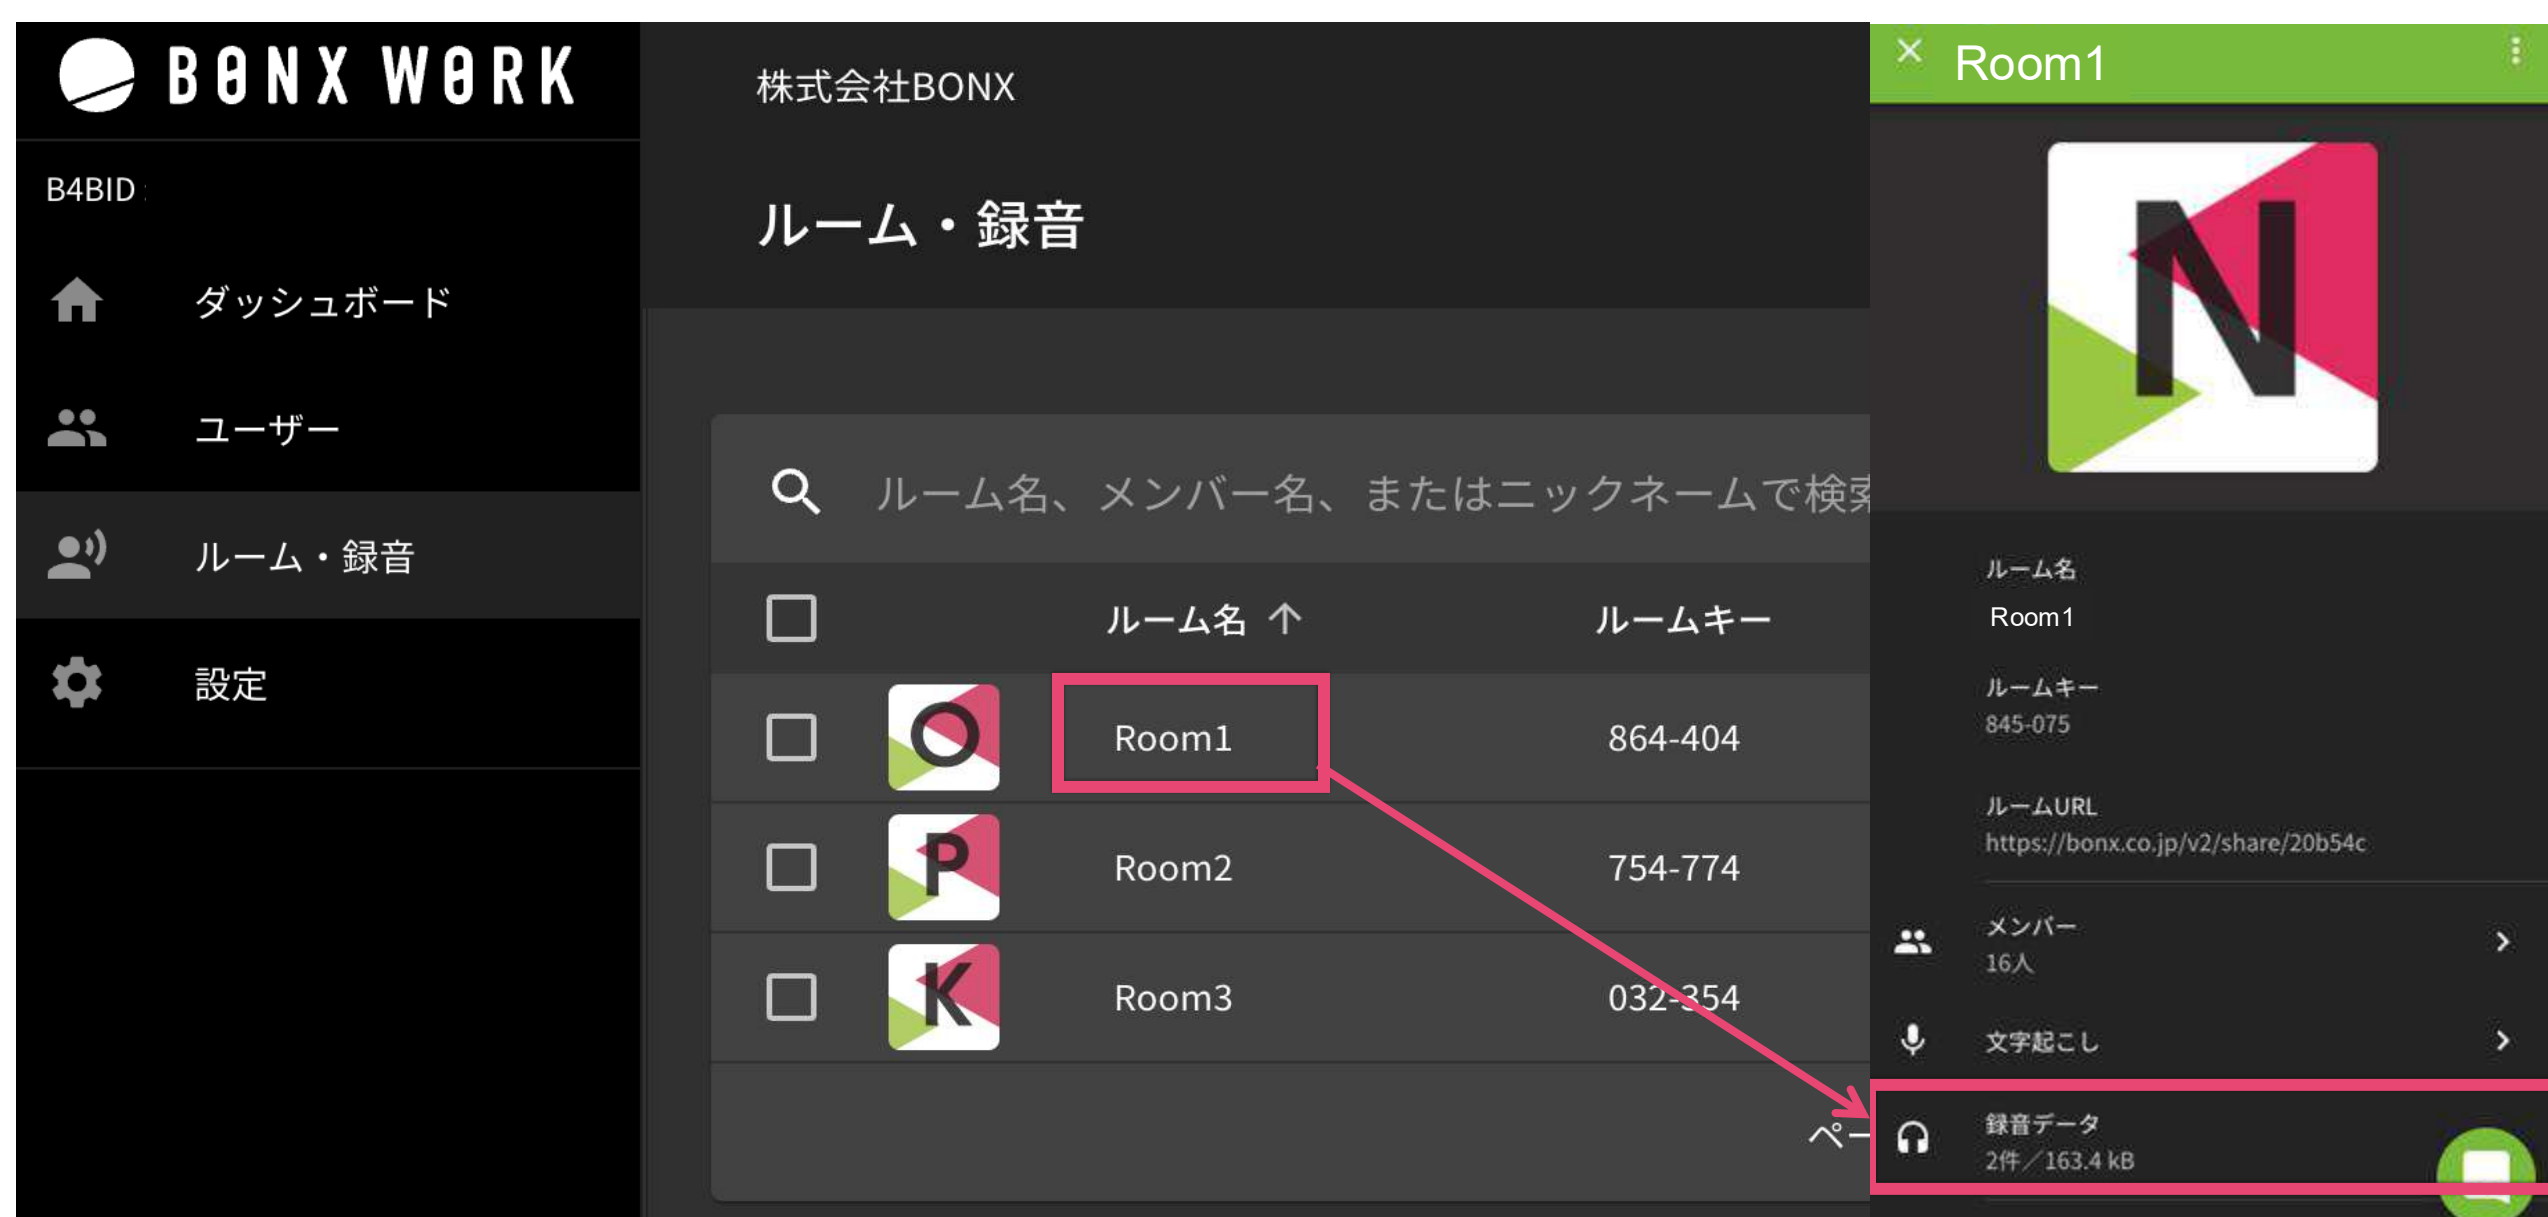 BONX WORK
B4BID :
ダッシュボード
ユーザー
ルーム・録音
設定
株式会社BONX
ルーム・録音
ルーム名、メンバー名、またはニックネームで検索
ルーム名 ↑
ルームキー
O
Room1
864-404
P
Room2
754-774
K
Room3
032-354
ペー
Room1
N
ルーム名
Room1
ルームキー
845-075
ルームURL
https://bonx.co.jp/v2/share/20b54c
メンバー
16人
文字起こし
録音データ
2件／163.4 kB